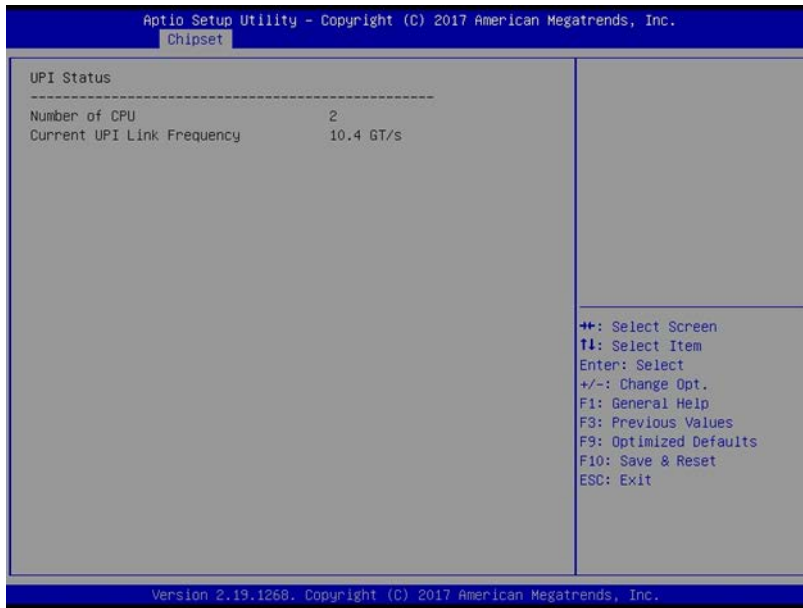 Aptio Setup Utility – Copyright (C) 2017 American Megatrends, Inc.
Chipset
UPI Status
--------------------------------------------------
Number of CPU 2
Current UPI Link Frequency 10.4 GT/s
→←: Select Screen
↑↓: Select Item
Enter: Select
+/-: Change Opt.
F1: General Help
F3: Previous Values
F9: Optimized Defaults
F10: Save & Reset
ESC: Exit
Version 2.19.1268. Copyright (C) 2017 American Megatrends, Inc.